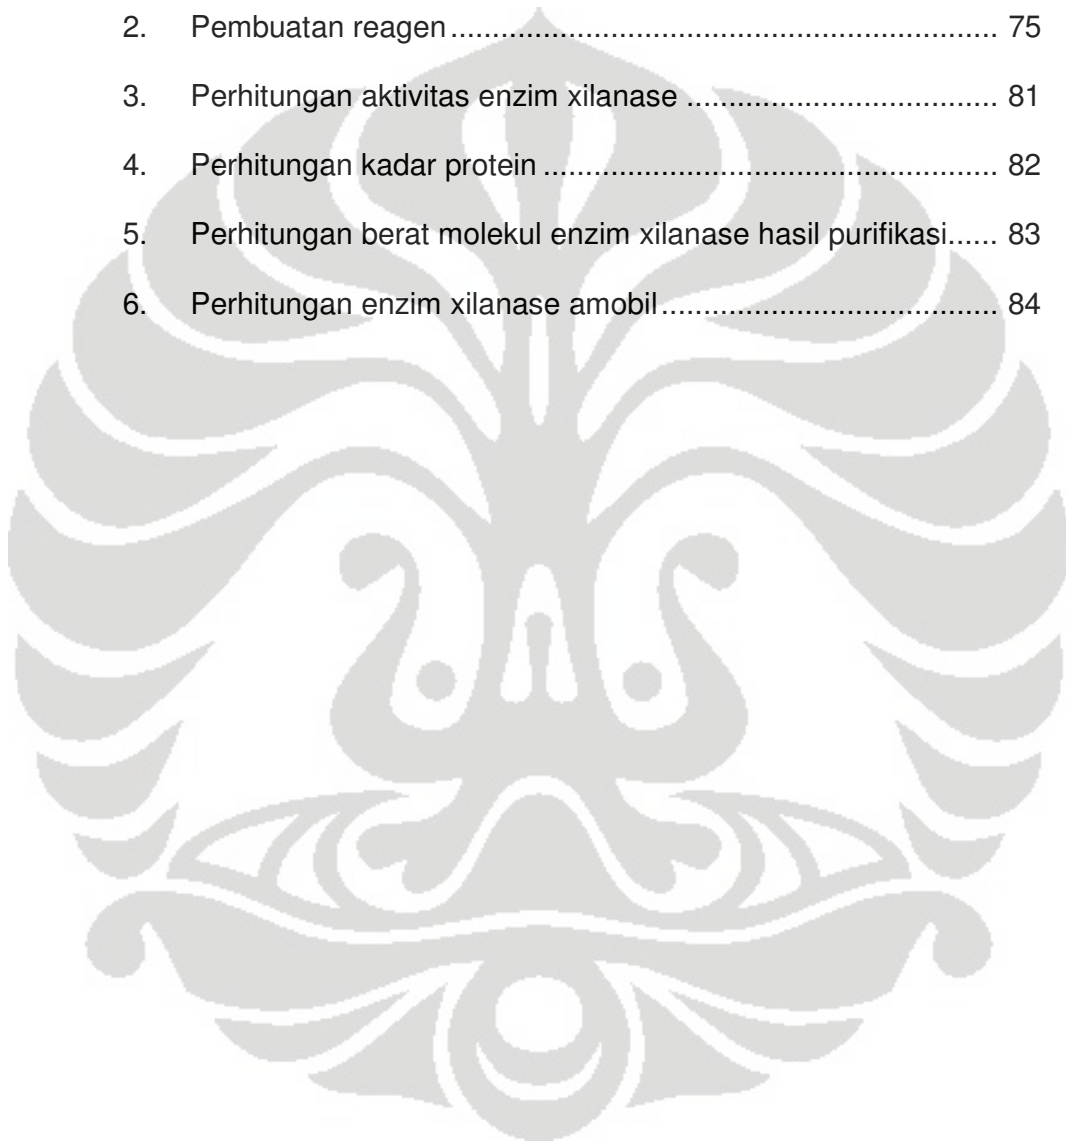 2. Pembuatan reagen ................................................................ 75
3. Perhitungan aktivitas enzim xilanase .................................... 81
4. Perhitungan kadar protein ..................................................... 82
5. Perhitungan berat molekul enzim xilanase hasil purifikasi...... 83
6. Perhitungan enzim xilanase amobil....................................... 84